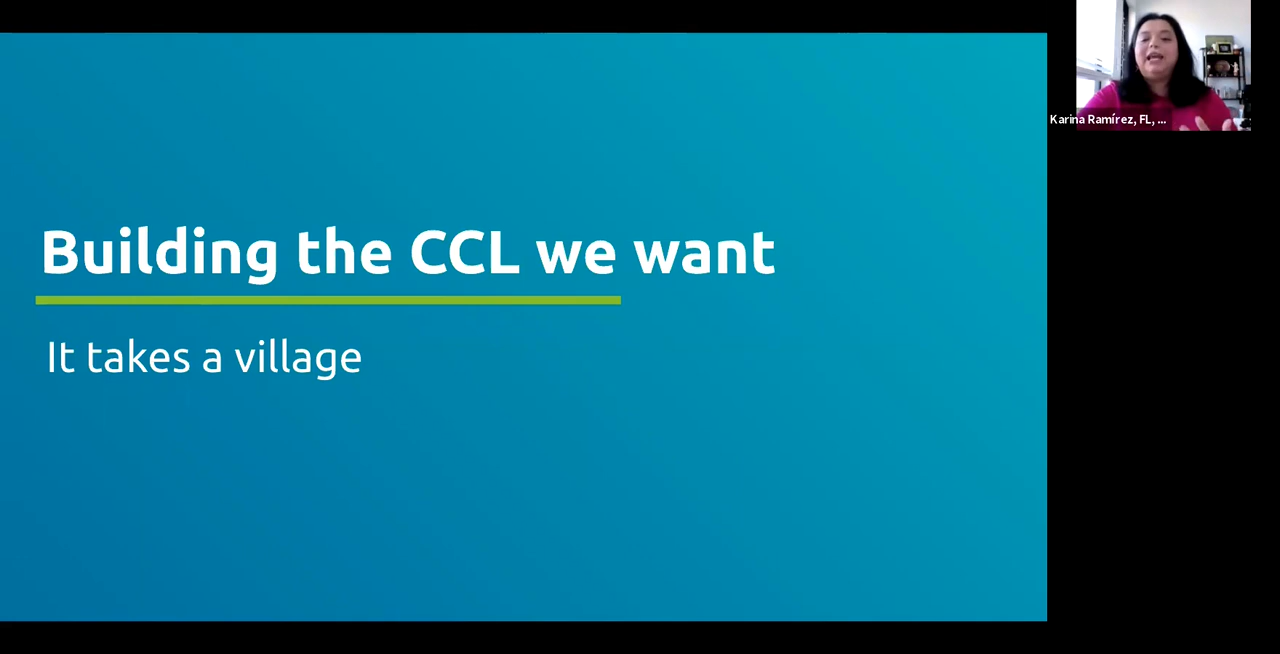 Building the CCL we want
It takes a village
Karina Ramírez, FL, ...